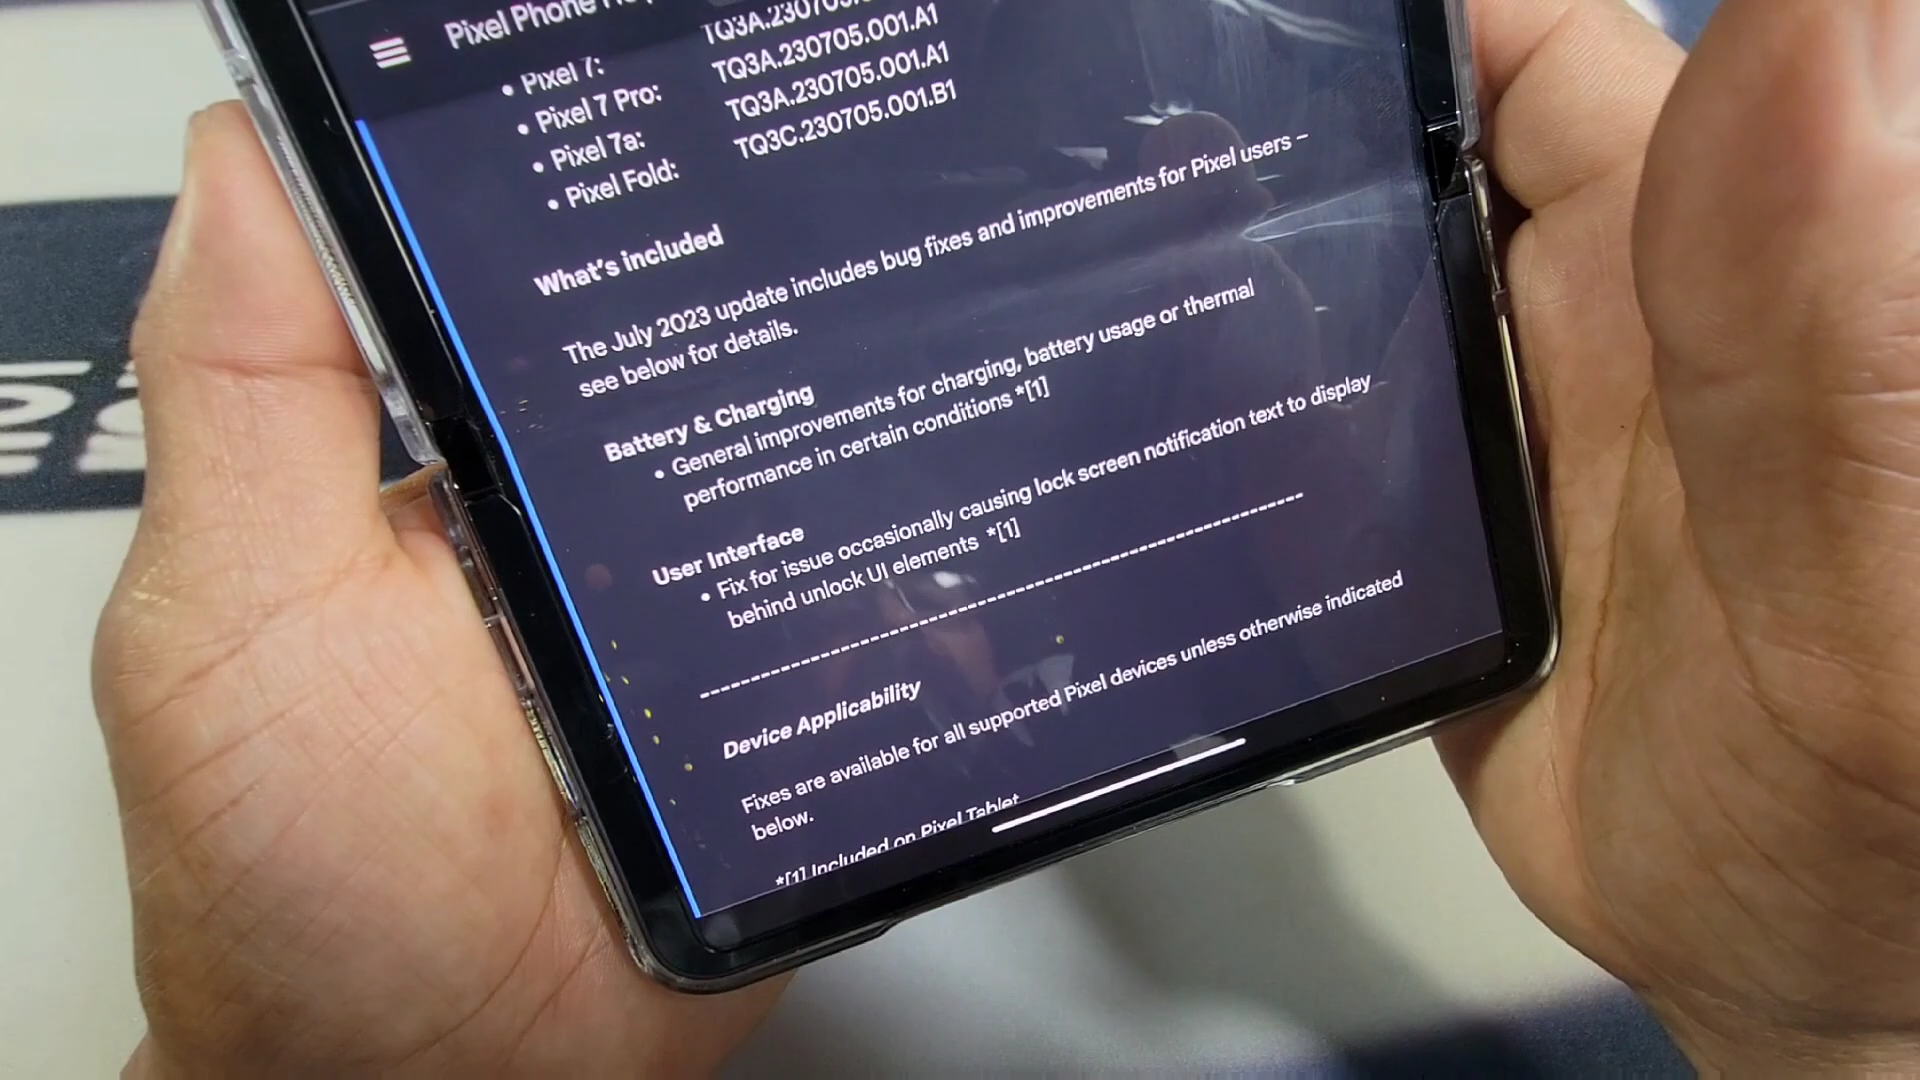 Pixel Phone
• Pixel 7: TQ3A.230705.
• Pixel 7 Pro: TQ3A.230705.001.A1
• Pixel 7a: TQ3A.230705.001.A1
• Pixel Fold: TQ3C.230705.001.B1
What's included
The July 2023 update includes bug fixes and improvements for Pixel users –
see below for details.
Battery & Charging
• General improvements for charging, battery usage or thermal
performance in certain conditions *[1]
User Interface
• Fix for issue occasionally causing lock screen notification text to display
behind unlock UI elements *[1]
---------------------------------------------------------------
Device Applicability
Fixes are available for all supported Pixel devices unless otherwise indicated
below.
*[1] Included on Pixel Tablet